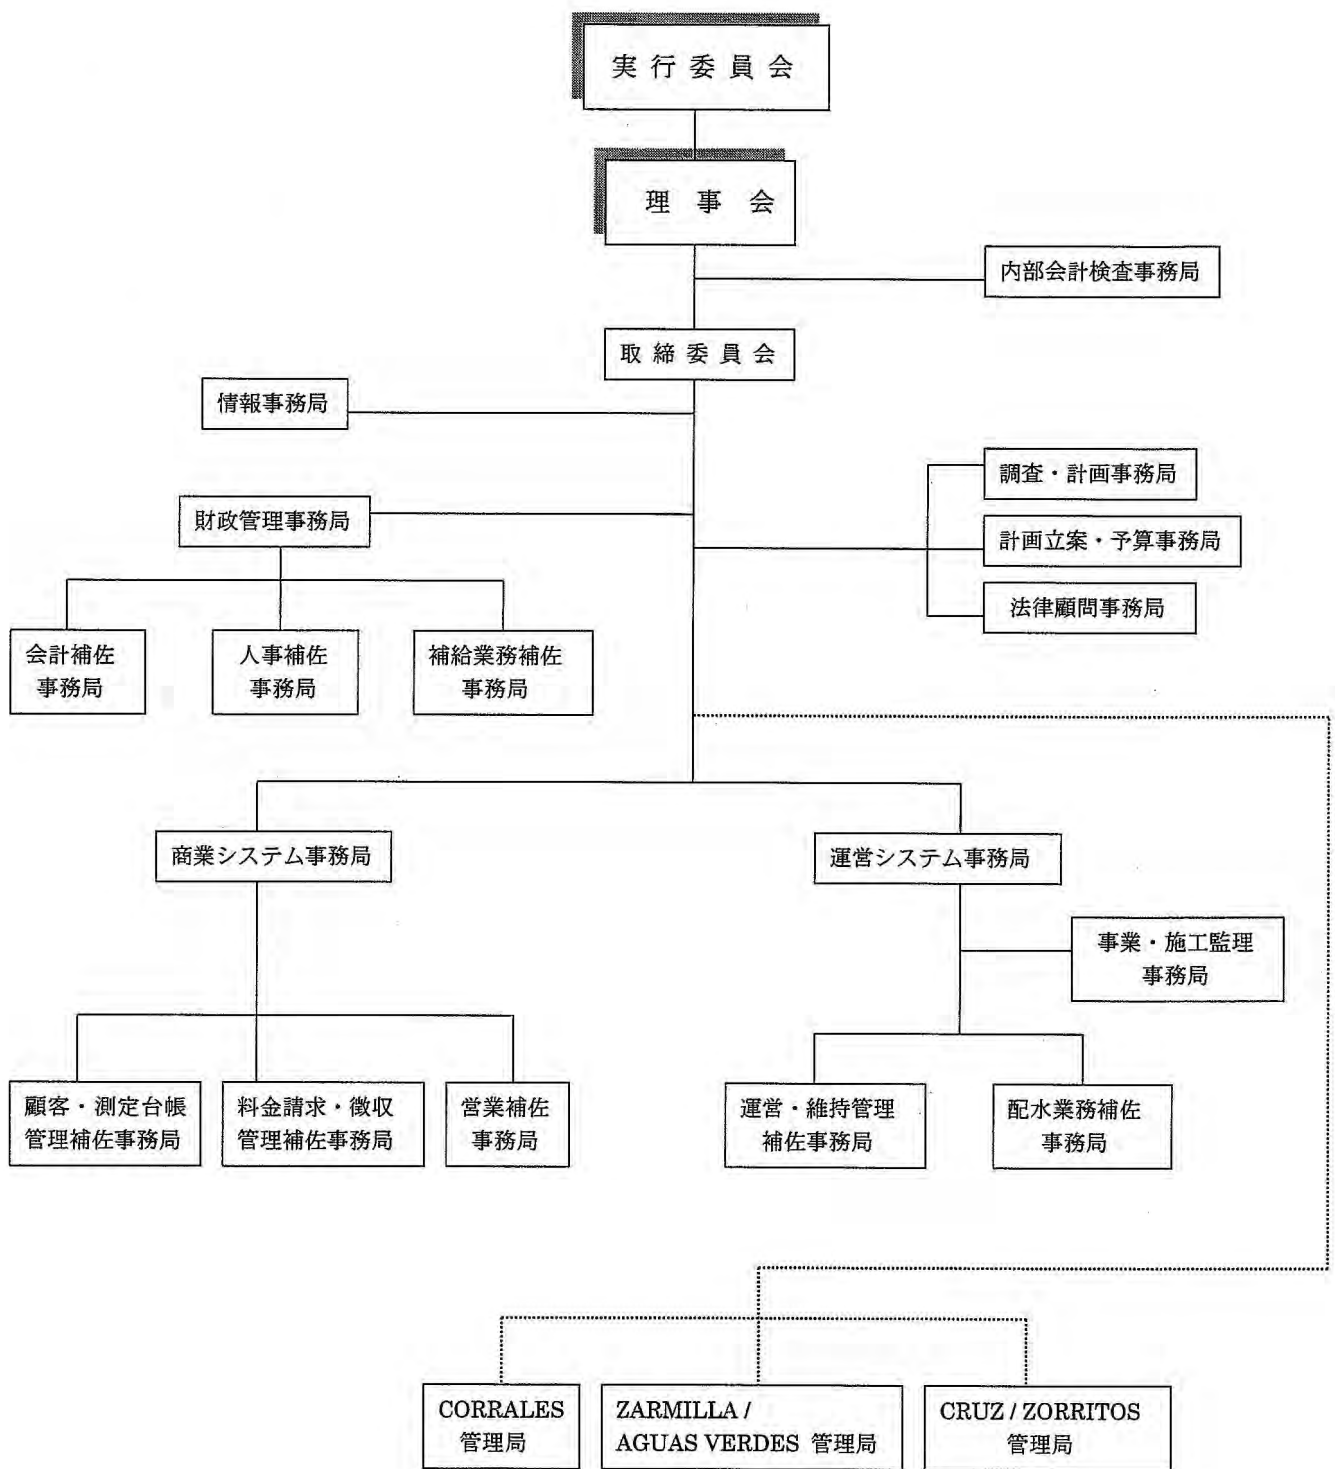 実行委員会
理事会
内部会計検査事務局
取締委員会
情報事務局
調査・計画事務局
財政管理事務局
計画立案・予算事務局
法律顧問事務局
会計補佐
事務局
人事補佐
事務局
補給業務補佐
事務局
商業システム事務局
運営システム事務局
事業・施工監理
事務局
顧客・測定台帳
管理補佐事務局
料金請求・徴収
管理補佐事務局
営業補佐
事務局
運営・維持管理
補佐事務局
配水業務補佐
事務局
CORRALES
管理局
ZARMILLA /
AGUAS VERDES 管理局
CRUZ / ZORRITOS
管理局